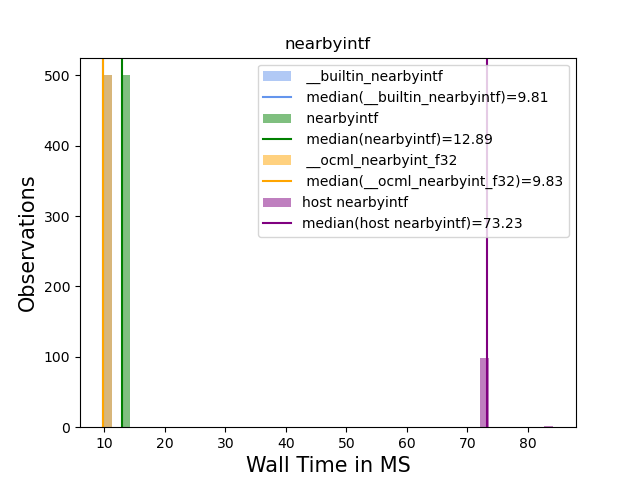 nearbyintf
Observations
500
400
300
200
100
0
__builtin_nearbyintf
median(__builtin_nearbyintf)=9.81
nearbyintf
median(nearbyintf)=12.89
__ocml_nearbyint_f32
median(__ocml_nearbyint_f32)=9.83
host nearbyintf
median(host nearbyintf)=73.23
10 20 30 40 50 60 70 80
Wall Time in MS